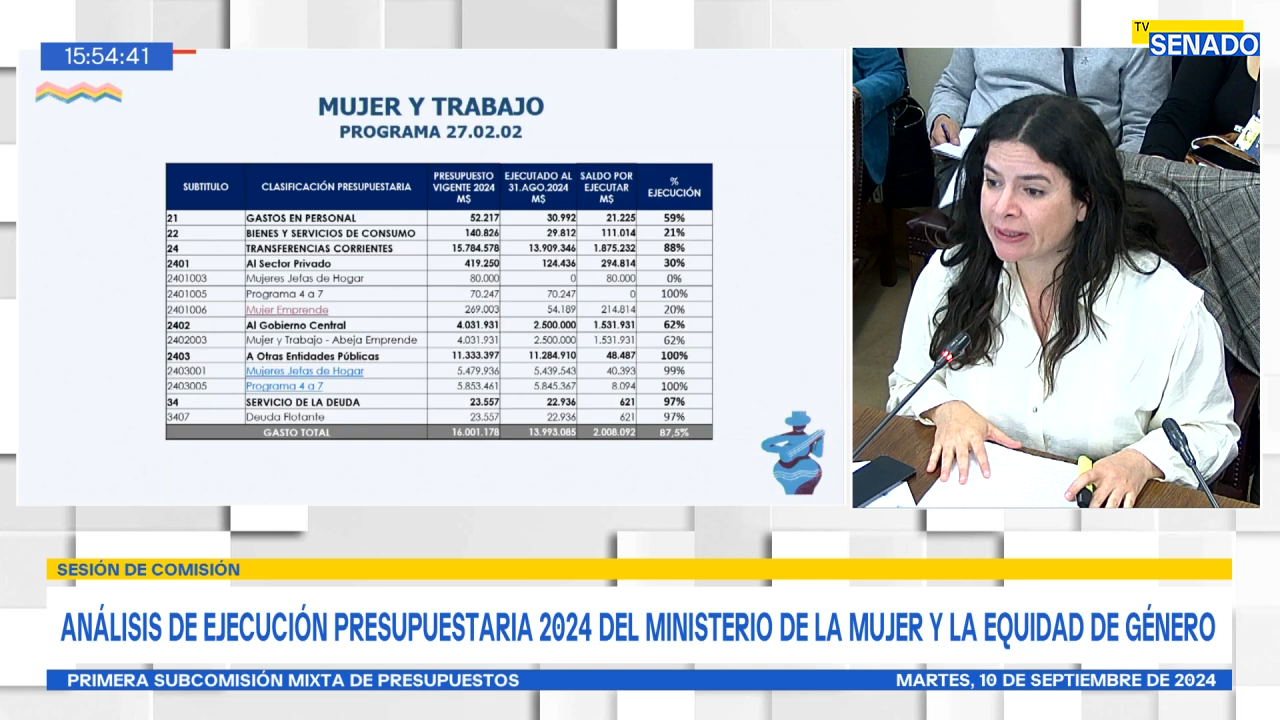 15:54:41
TV
SENADO
MUJER Y TRABAJO
PROGRAMA 27.02.02
SUBTITULO CLASIFICACIÓN PRESUPUESTARIA PRESUPUESTO VIGENTE 2024 M$ EJECUTADO AL 31.AGO.2024 M$ SALDO POR EJECUTAR M$ % EJECUCIÓN
21 GASTOS EN PERSONAL 52.217 30.992 21.225 59%
22 BIENES Y SERVICIOS DE CONSUMO 140.826 29.812 111.014 21%
24 TRANSFERENCIAS CORRIENTES 15.784.578 13.909.346 1.875.232 88%
2401 Al Sector Privado 419.250 124.436 294.814 30%
2401003 Mujeres Jefas de Hogar 80.000 0 80.000 0%
2401005 Programa 4 a 7 70.247 70.247 0 100%
2401006 Mujer Emprende 269.003 54.189 214.814 20%
2402 Al Gobierno Central 4.031.931 2.500.000 1.531.931 62%
2402003 Mujer y Trabajo - Abeja Emprende 4.031.931 2.500.000 1.531.931 62%
2403 A Otras Entidades Públicas 11.333.397 11.284.910 48.487 100%
2403001 Mujeres Jefas de Hogar 5.479.936 5.439.543 40.393 99%
2403005 Programa 4 a 7 5.853.461 5.845.367 8.094 100%
34 SERVICIO DE LA DEUDA 23.557 22.936 621 97%
3407 Deuda Flotante 23.557 22.936 621 97%
GASTO TOTAL 16.001.178 13.993.085 2.008.092 87,5%
SESIÓN DE COMISIÓN
ANÁLISIS DE EJECUCIÓN PRESUPUESTARIA 2024 DEL MINISTERIO DE LA MUJER Y LA EQUIDAD DE GÉNERO
PRIMERA SUBCOMISIÓN MIXTA DE PRESUPUESTOS
MARTES, 10 DE SEPTIEMBRE DE 2024